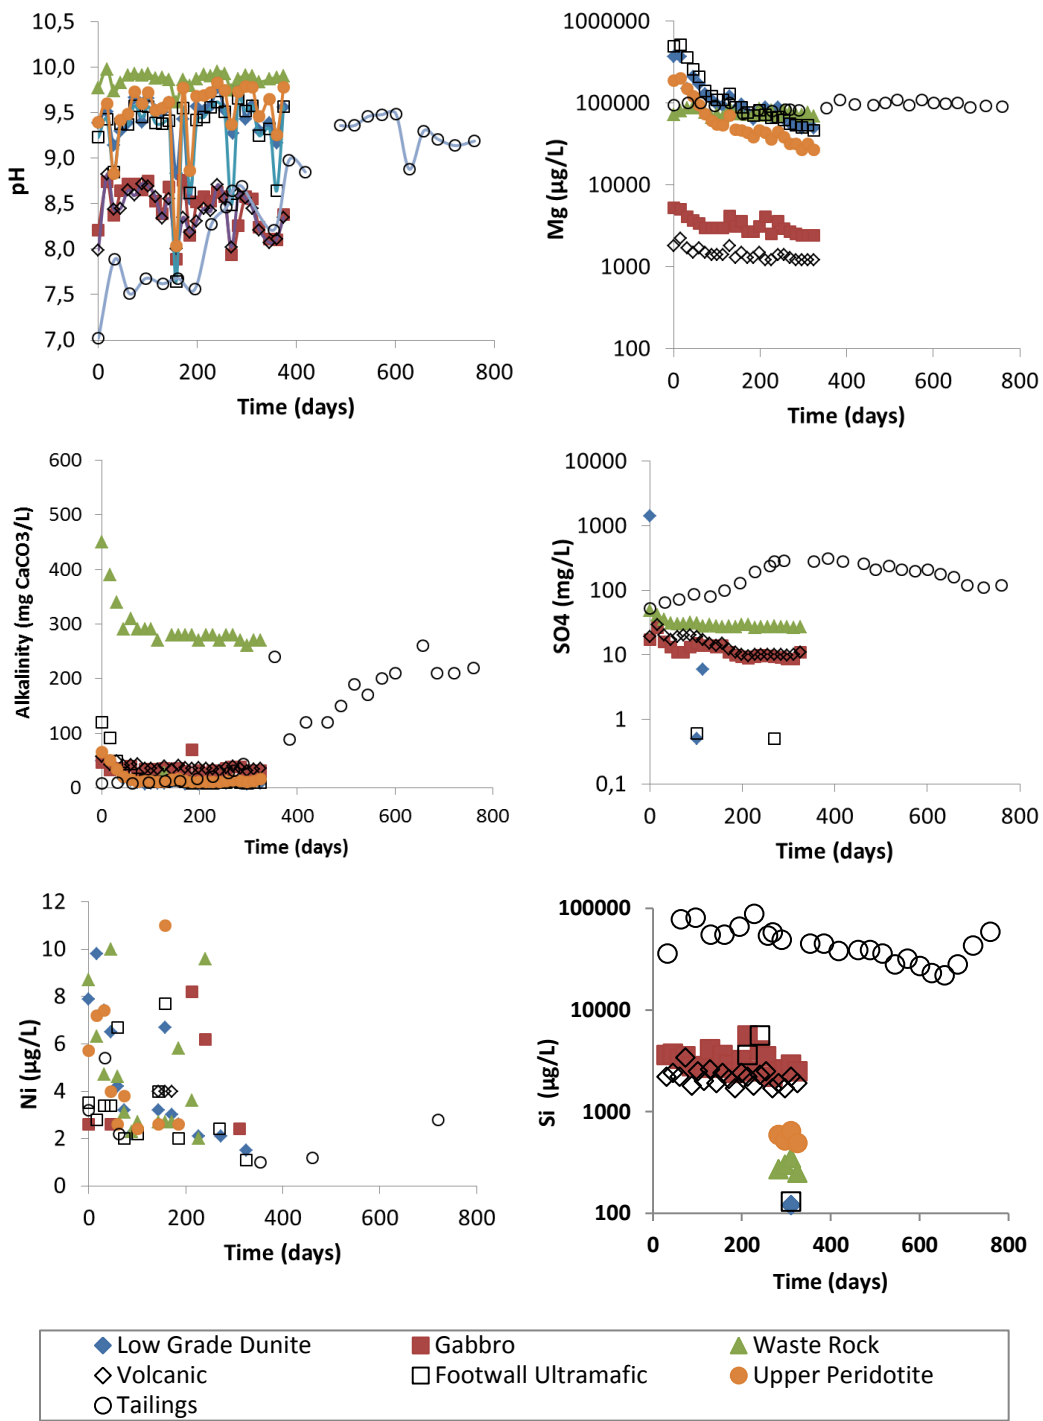 10,5
10,0
9,5
9,0
8,5
8,0
7,5
7,0
pH
0 200 400 600 800
Time (days)
1000000
100000
10000
1000
100
Mg (µg/L)
0 200 400 600 800
Time (days)
600
500
400
300
200
100
0
Alkalinity (mg CaCO3/L)
0 200 400 600 800
Time (days)
10000
1000
100
10
1
0,1
SO4 (mg/L)
0 200 400 600 800
Time (days)
12
10
8
6
4
2
0
Ni (µg/L)
0 200 400 600 800
Time (days)
100000
10000
1000
100
Si (µg/L)
0 200 400 600 800
Time (days)
Low Grade Dunite Gabbro Waste Rock
Volcanic Footwall Ultramafic Upper Peridotite
Tailings